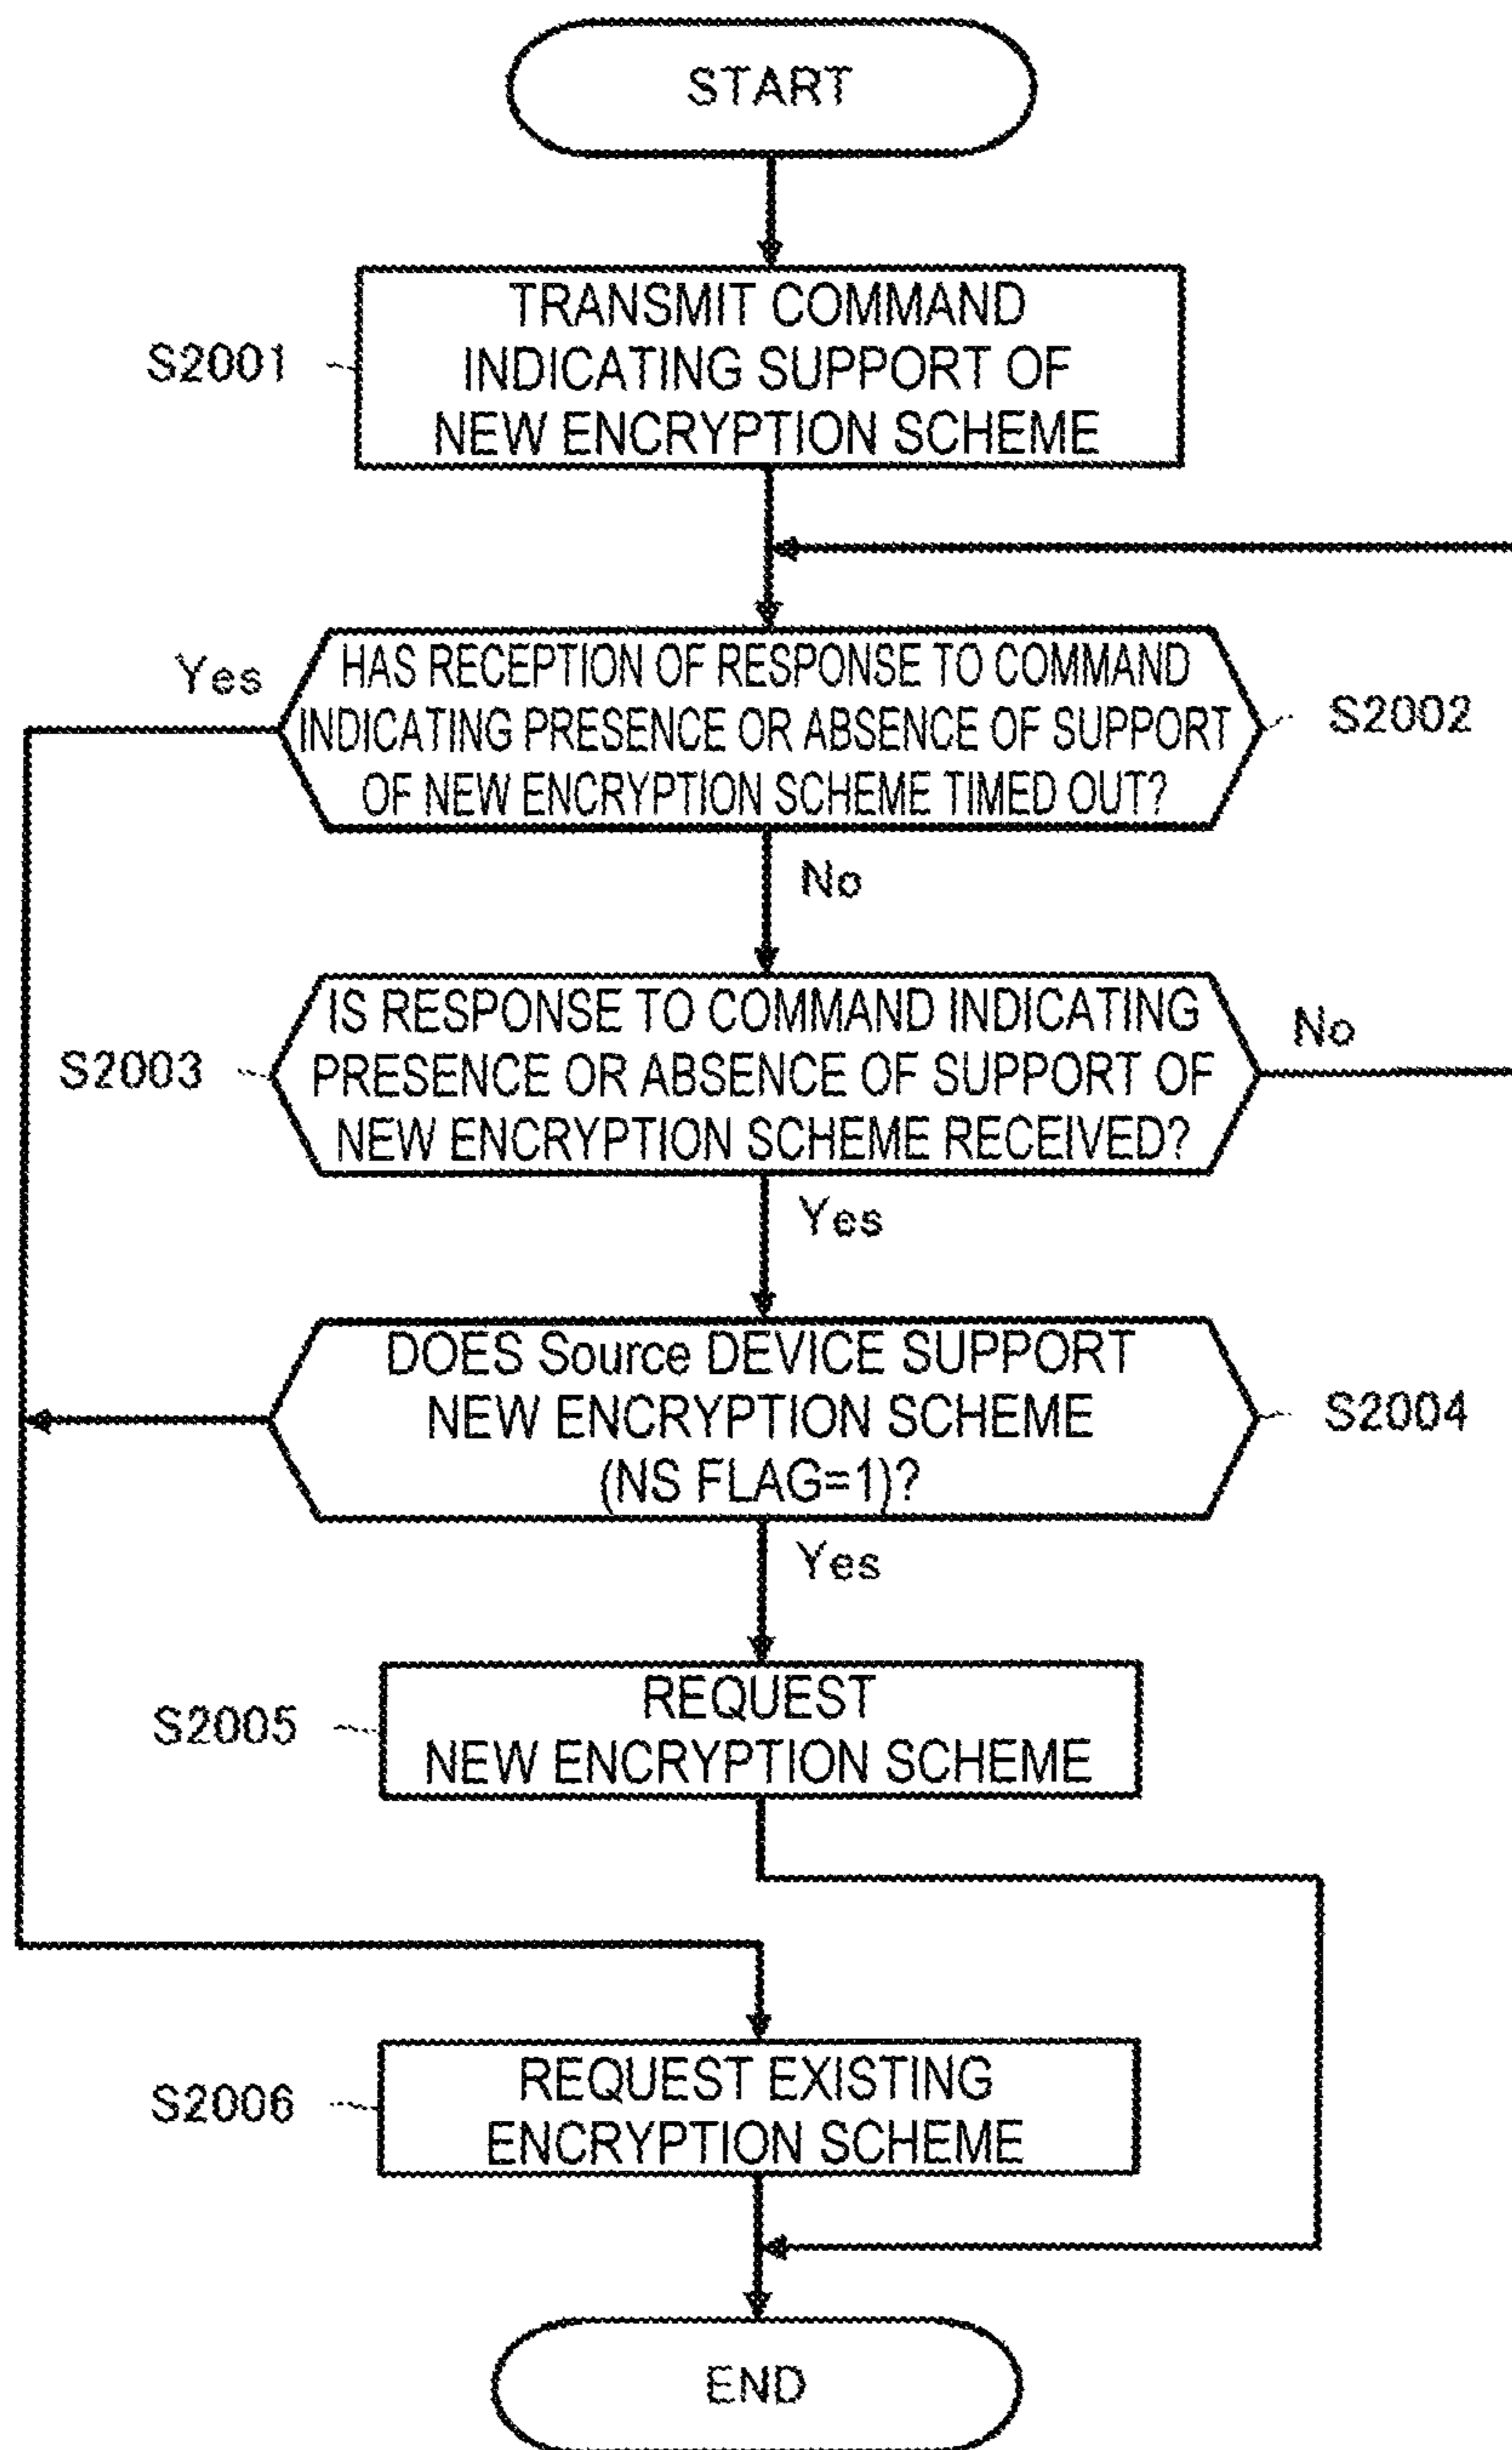 START
TRANSMIT COMMAND
INDICATING SUPPORT OF
NEW ENCRYPTION SCHEME
S2001
Yes
HAS RECEPTION OF RESPONSE TO COMMAND
INDICATING PRESENCE OR ABSENCE OF SUPPORT
OF NEW ENCRYPTION SCHEME TIMED OUT?
S2002
No
IS RESPONSE TO COMMAND INDICATING
PRESENCE OR ABSENCE OF SUPPORT OF
NEW ENCRYPTION SCHEME RECEIVED?
S2003
No
Yes
DOES Source DEVICE SUPPORT
NEW ENCRYPTION SCHEME
(NS FLAG=1)?
S2004
Yes
REQUEST
NEW ENCRYPTION SCHEME
S2005
REQUEST EXISTING
ENCRYPTION SCHEME
S2006
END